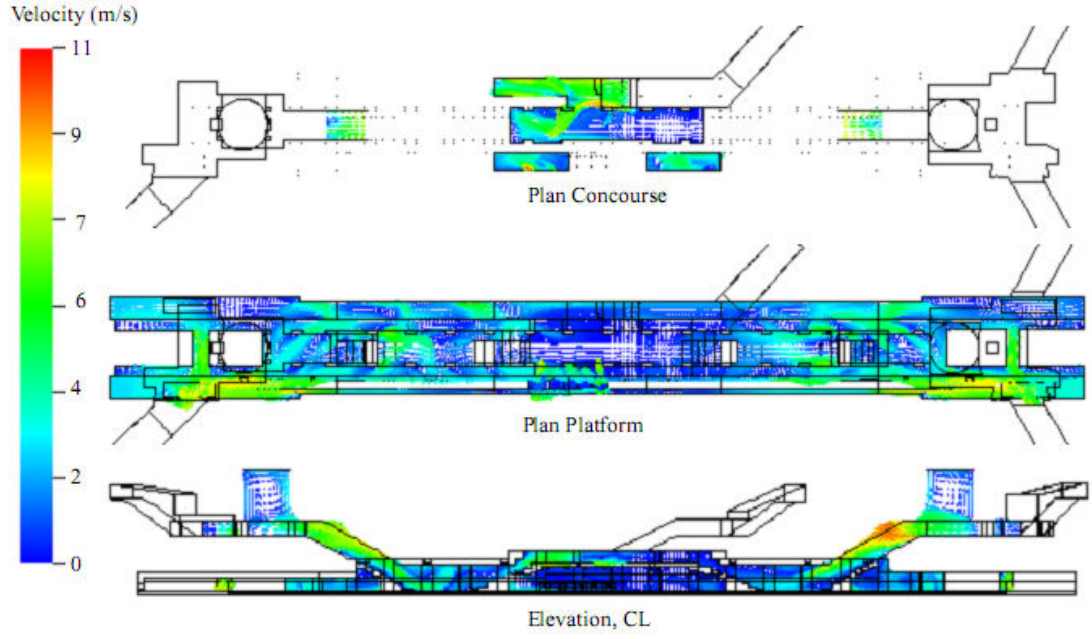 Velocity (m/s)
11
9
7
6
4
2
0
Plan Concourse
Plan Platform
Elevation, CL